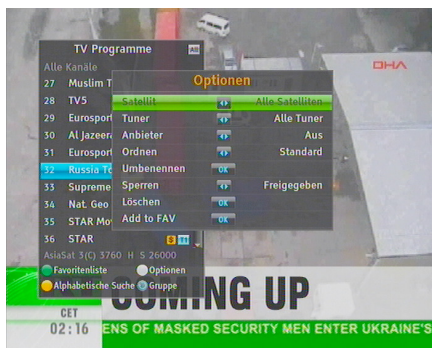 TV Programme
Alle Kanäle
27 Muslim T
28 TV5
29 Eurosport
30 Al Jazeer
31 Eurosport
32 Russia To
33 Supreme
34 Nat. Geo
35 STAR Mo
36 STAR
AsiaSat 3(C) 3760 H S 26000
Favoritenliste Optionen
Alphabetische Suche Gruppe
Optionen
Satellit Alle Satelliten
Tuner Alle Tuner
Anbieter Aus
Ordnen Standard
Umbenennen OK
Sperren Freigegeben
Löschen OK
Add to FAV OK
DHA
COMING UP
CET
02:16 ENS OF MASKED SECURITY MEN ENTER UKRAINE'S